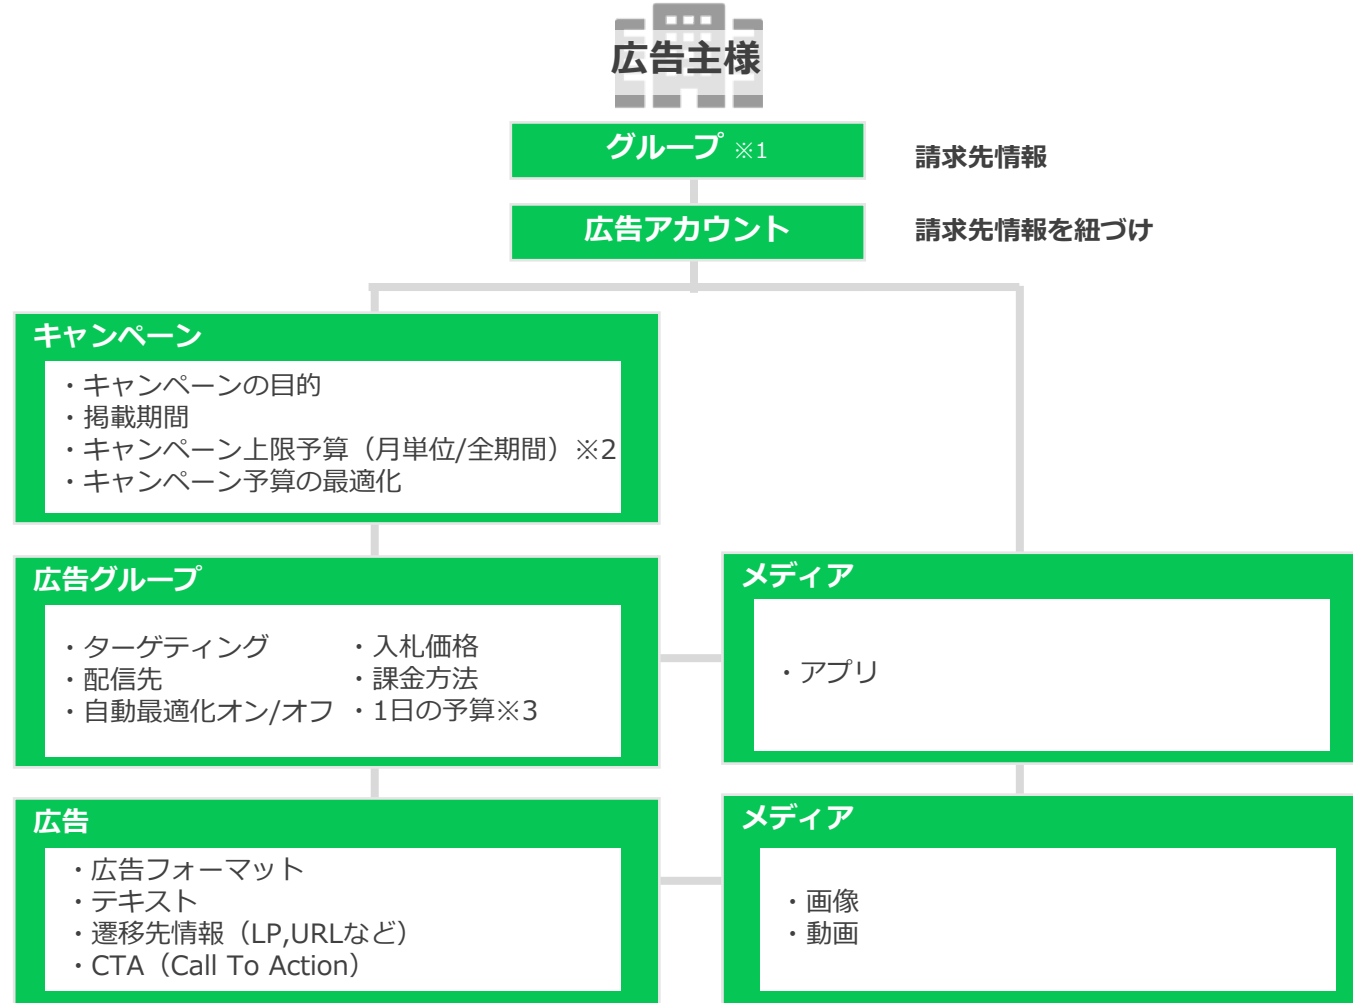 広告主様
グループ ※1
請求先情報
広告アカウント
請求先情報を紐づけ
キャンペーン
・キャンペーンの目的
・掲載期間
・キャンペーン上限予算（月単位/全期間）※2
・キャンペーン予算の最適化
広告グループ
・ターゲティング
・配信先
・自動最適化オン/オフ
・入札価格
・課金方法
・1日の予算※3
メディア
・アプリ
広告
・広告フォーマット
・テキスト
・遷移先情報（LP,URLなど）
・CTA（Call To Action）
メディア
・画像
・動画